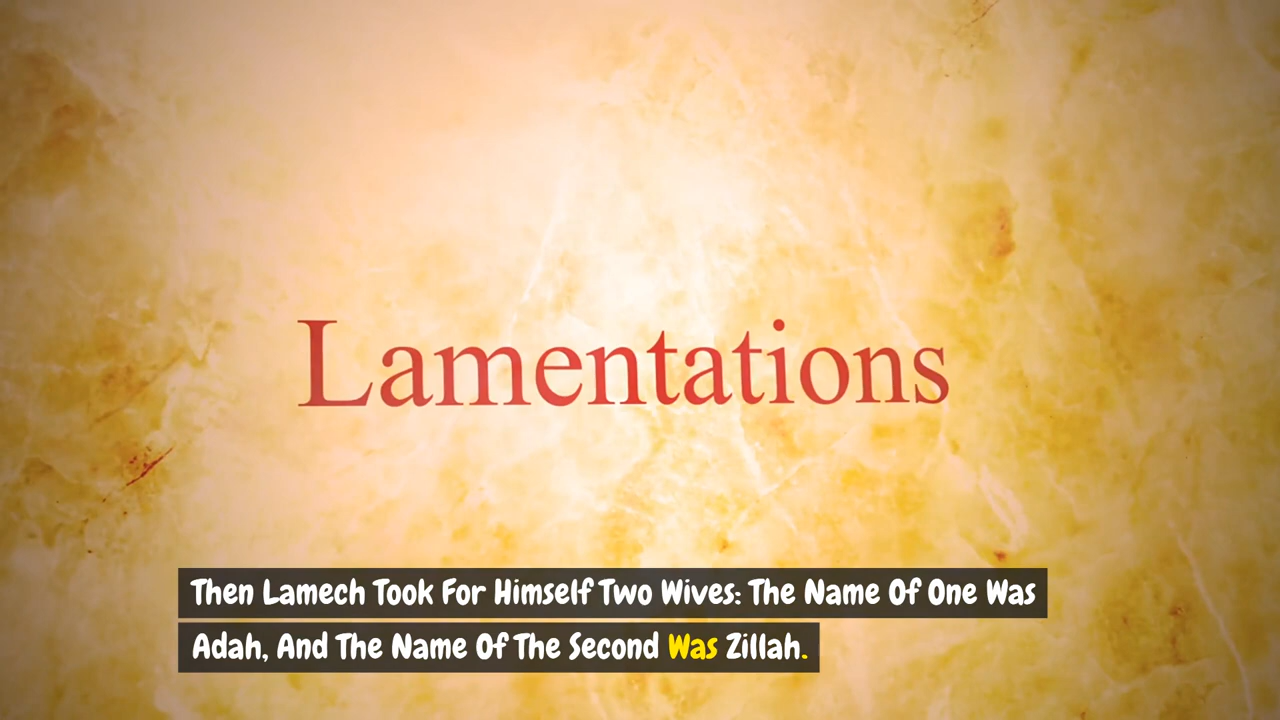 Lamentations
Then Lamech Took For Himself Two Wives: The Name Of One Was
Adah, And The Name Of The Second Was Zillah.